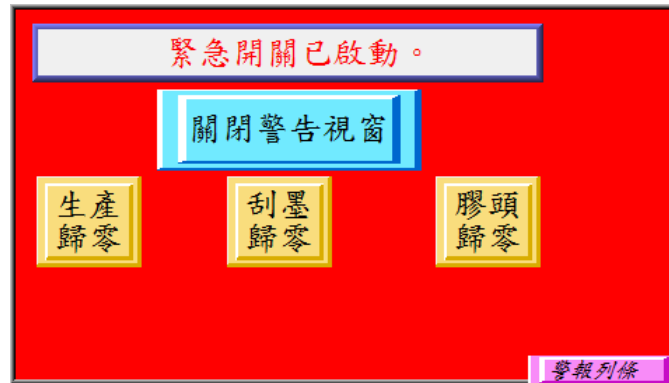 緊急開關已啟動。
關閉警告視窗
生產
歸零
刮墨
歸零
膠頭
歸零
警報列條